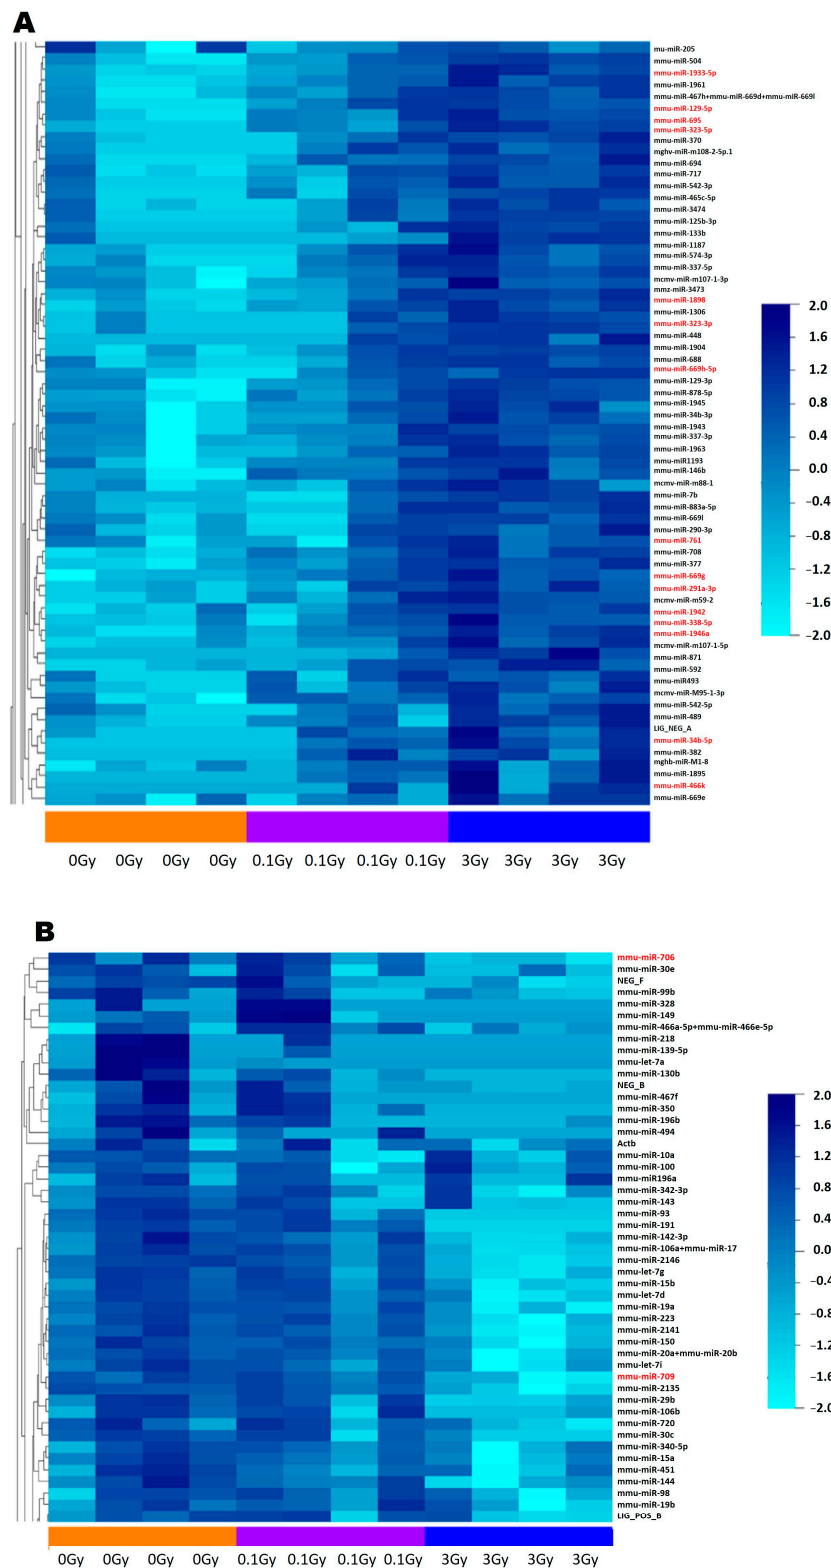 A
mu-miR-205
mmu-miR-504
mmu-miR-1933-5p
mmu-miR-1961
mmu-miR-467h+mmu-miR-669d+mmu-miR-669l
mmu-miR-129-5p
mmu-miR-695
mmu-miR-323-5p
mmu-miR-370
mghv-miR-m108-2-5p.1
mmu-miR-694
mmu-miR-717
mmu-miR-542-3p
mmu-miR-465c-5p
mmu-miR-3474
mmu-miR-125b-3p
mmu-miR-133b
mmu-miR-1187
mmu-miR-574-3p
mmu-miR-337-5p
mcmv-miR-m107-1-3p
mmz-miR-3473
mmu-miR-1898
mmu-miR-1306
mmu-miR-323-3p
mmu-miR-448
mmu-miR-1904
mmu-miR-688
mmu-miR-669h-5p
mmu-miR-129-3p
mmu-miR-878-5p
mmu-miR-1945
mmu-miR-34b-3p
mmu-miR-1943
mmu-miR-337-3p
mmu-miR-1963
mmu-miR1193
mmu-miR-146b
mcmv-miR-m88-1
mmu-miR-7b
mmu-miR-883a-5p
mmu-miR-669l
mmu-miR-290-3p
mmu-miR-761
mmu-miR-708
mmu-miR-377
mmu-miR-669g
mmu-miR-291a-3p
mcmv-miR-m59-2
mmu-miR-1942
mmu-miR-338-5p
mmu-miR-1946a
mcmv-miR-m107-1-5p
mmu-miR-871
mmu-miR-592
mmu-miR493
mcmv-miR-M95-1-3p
mmu-miR-542-5p
mmu-miR-489
LIG_NEG_A
mmu-miR-34b-5p
mmu-miR-382
mghb-miR-M1-8
mmu-miR-1895
mmu-miR-466k
mmu-miR-669e
2.0
1.6
1.2
0.8
0.4
0.0
−0.4
−0.8
−1.2
−1.6
−2.0
0Gy 0Gy 0Gy 0Gy 0.1Gy 0.1Gy 0.1Gy 0.1Gy 3Gy 3Gy 3Gy 3Gy
B
mmu-miR-706
mmu-miR-30e
NEG_F
mmu-miR-99b
mmu-miR-328
mmu-miR-149
mmu-miR-466a-5p+mmu-miR-466e-5p
mmu-miR-218
mmu-miR-139-5p
mmu-let-7a
mmu-miR-130b
NEG_B
mmu-miR-467f
mmu-miR-350
mmu-miR-196b
mmu-miR-494
Actb
mmu-miR-10a
mmu-miR-100
mmu-miR196a
mmu-miR-342-3p
mmu-miR-143
mmu-miR-93
mmu-miR-191
mmu-miR-142-3p
mmu-miR-106a+mmu-miR-17
mmu-miR-2146
mmu-let-7g
mmu-miR-15b
mmu-let-7d
mmu-miR-19a
mmu-miR-223
mmu-miR-2141
mmu-miR-150
mmu-miR-20a+mmu-miR-20b
mmu-let-7i
mmu-miR-709
mmu-miR-2135
mmu-miR-29b
mmu-miR-106b
mmu-miR-720
mmu-miR-30c
mmu-miR-340-5p
mmu-miR-15a
mmu-miR-451
mmu-miR-144
mmu-miR-98
mmu-miR-19b
LIG_POS_B
2.0
1.6
1.2
0.8
0.4
0.0
−0.4
−0.8
−1.2
−1.6
−2.0
0Gy 0Gy 0Gy 0Gy 0.1Gy 0.1Gy 0.1Gy 0.1Gy 3Gy 3Gy 3Gy 3Gy